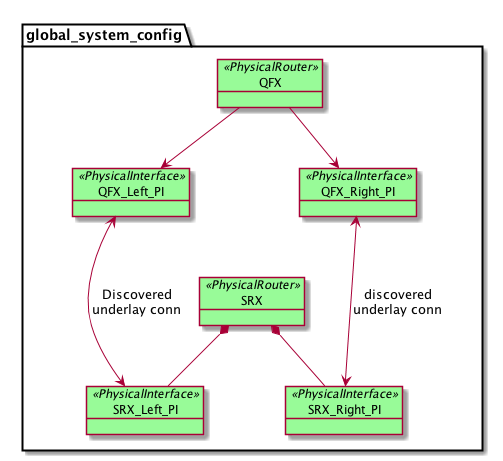 global_system_config
«PhysicalRouter»
QFX
«PhysicalInterface»
QFX_Left_PI
«PhysicalInterface»
QFX_Right_PI
Discovered
underlay conn
discovered
underlay conn
«PhysicalRouter»
SRX
«PhysicalInterface»
SRX_Left_PI
«PhysicalInterface»
SRX_Right_PI